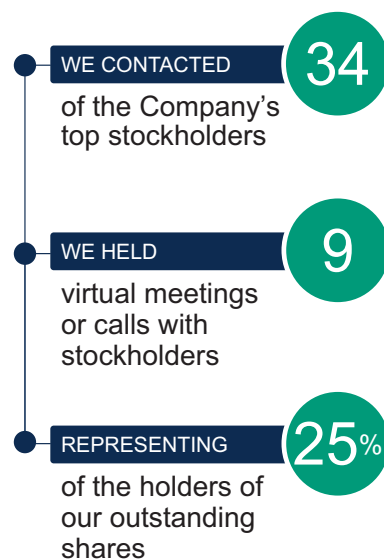 WE CONTACTED 34
of the Company's
top stockholders
WE HELD 9
virtual meetings
or calls with
stockholders
REPRESENTING 25%
of the holders of
our outstanding
shares